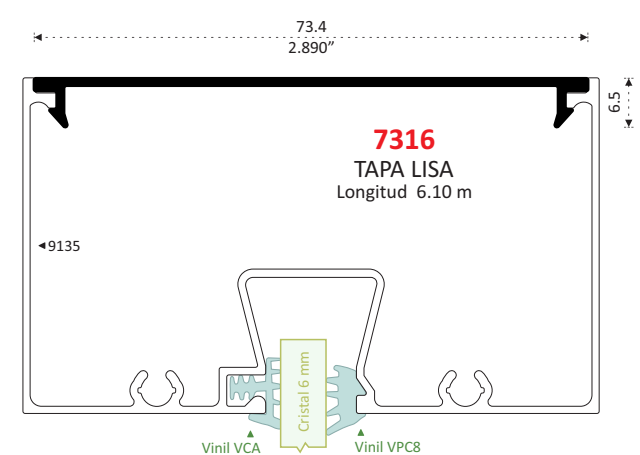 73.4
2.890”
6.5
7316
TAPA LISA
Longitud 6.10 m
9135
Cristal 6 mm
Vinil VCA
Vinil VPC8